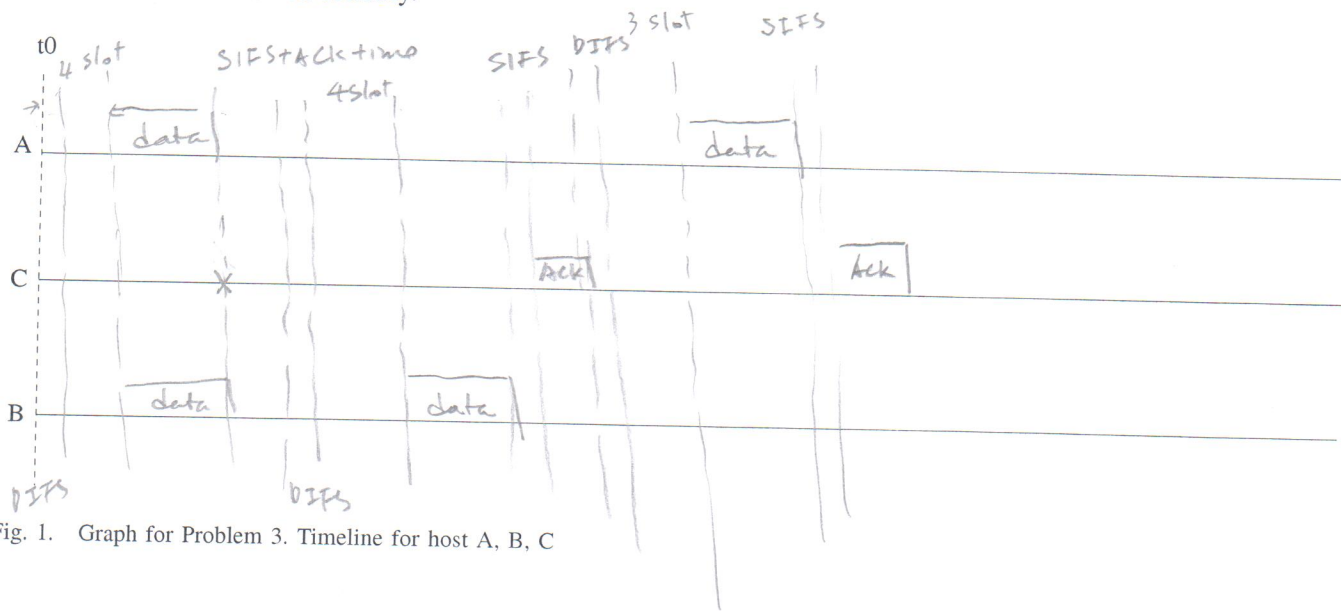 t0
4 slot
SIFS+Ack time
4 slot
SIFS
DIFS
3 slot
SIFS
A
data
data
C
Ack
Ack
B
data
data
DIFS
DIFS
Fig. 1. Graph for Problem 3. Timeline for host A, B, C